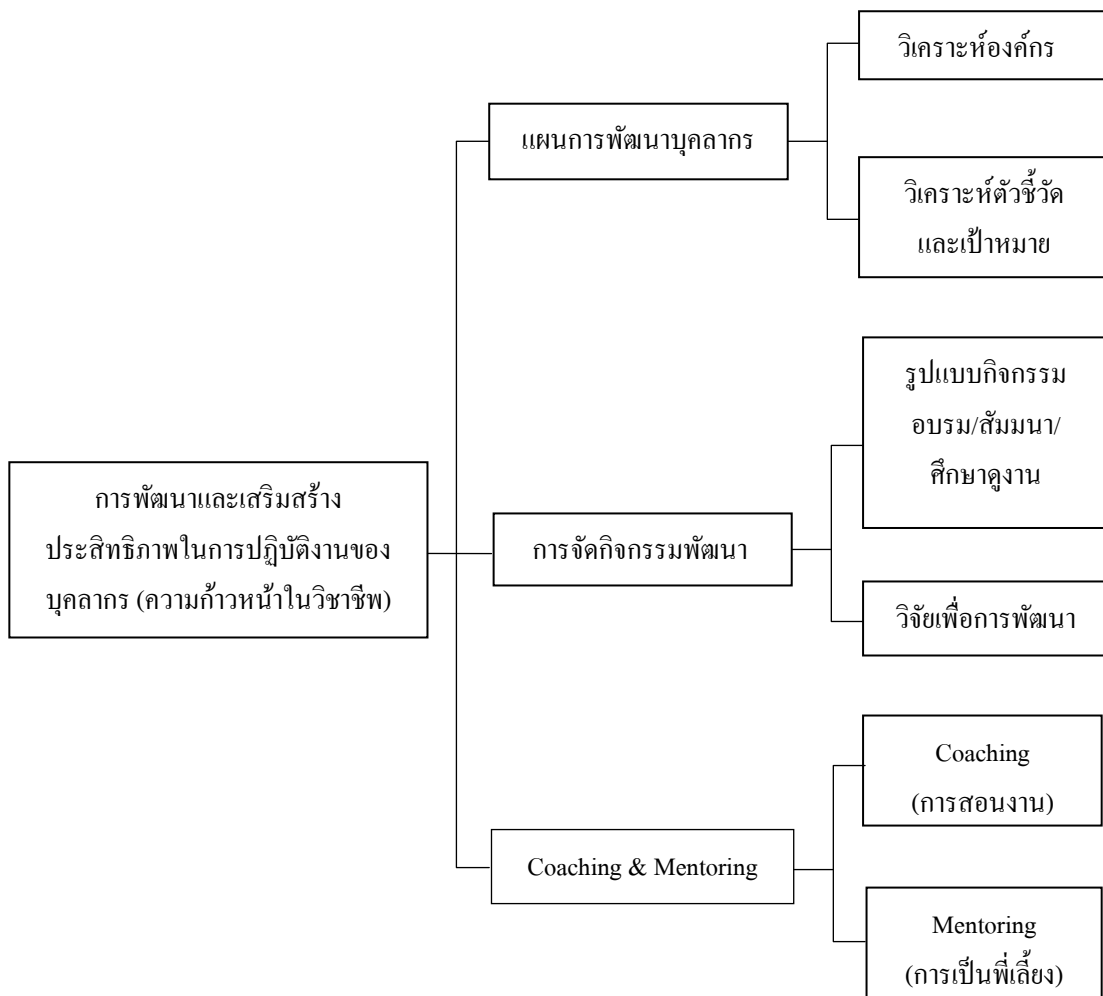 วิเคราะห์องค์กร
แผนการพัฒนาบุคลากร
วิเคราะห์ตัวชี้วัด
และเป้าหมาย
รูปแบบกิจกรรม
อบรม/สัมมนา/
ศึกษาดูงาน
การพัฒนาและเสริมสร้าง
ประสิทธิภาพในการปฏิบัติงานของ
บุคลากร (ความก้าวหน้าในวิชาชีพ)
การจัดกิจกรรมพัฒนา
วิจัยเพื่อการพัฒนา
Coaching
(การสอนงาน)
Coaching & Mentoring
Mentoring
(การเป็นพี่เลี้ยง)